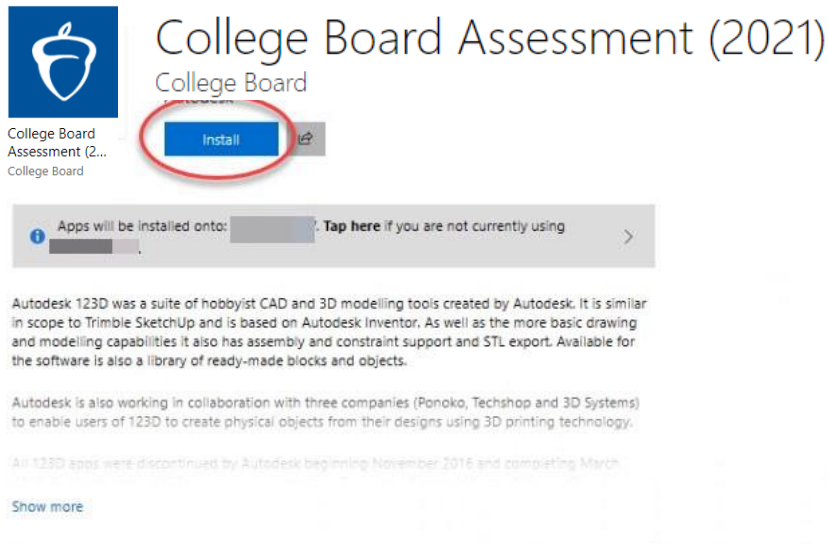 College Board Assessment (2021)
College Board
Autodesk
College Board
Assessment (2...
College Board
Install
Apps will be installed onto: . Tap here if you are not currently using
.
Autodesk 123D was a suite of hobbyist CAD and 3D modelling tools created by Autodesk. It is similar
in scope to Trimble SketchUp and is based on Autodesk Inventor. As well as the more basic drawing
and modelling capabilities it also has assembly and constraint support and STL export. Available for
the software is also a library of ready-made blocks and objects.
Autodesk is also working in collaboration with three companies (Ponoko, Techshop and 3D Systems)
to enable users of 123D to create physical objects from their designs using 3D printing technology.
All 123D apps were discontinued by Autodesk beginning November 2016 and completing March
Show more